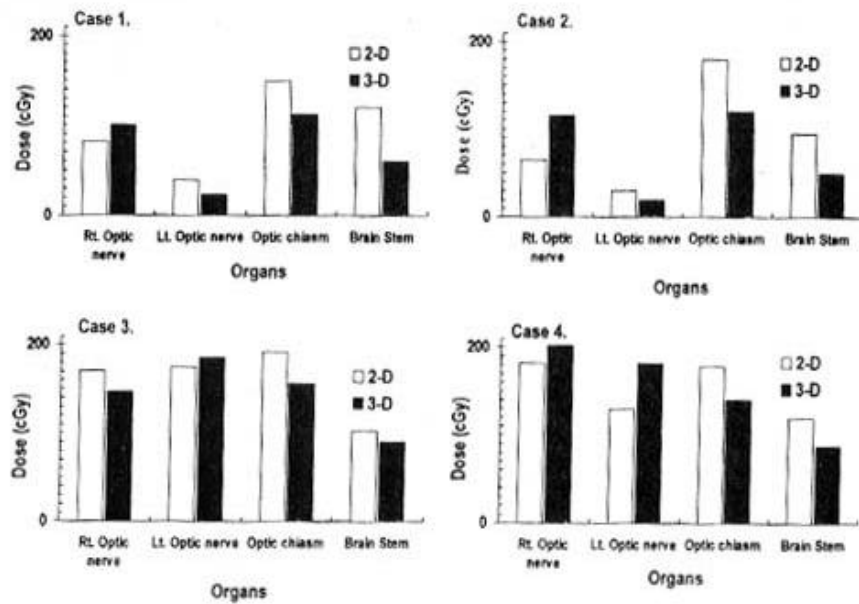 Case 1.
200
2-D
3-D
Dose (cGy)
0
Rt. Optic
nerve
Lt. Optic nerve
Optic chiasm
Brain Stem
Organs
Case 2.
200
2-D
3-D
Dose (cGy)
0
Rt. Optic
nerve
Lt. Optic nerve
Optic chiasm
Brain Stem
Organs
Case 3.
200
2-D
3-D
Dose (cGy)
0
Rt. Optic
nerve
Lt. Optic nerve
Optic chiasm
Brain Stem
Organs
Case 4.
200
2-D
3-D
Dose (cGy)
0
Rt. Optic
nerve
Lt. Optic nerve
Optic chiasm
Brain Stem
Organs